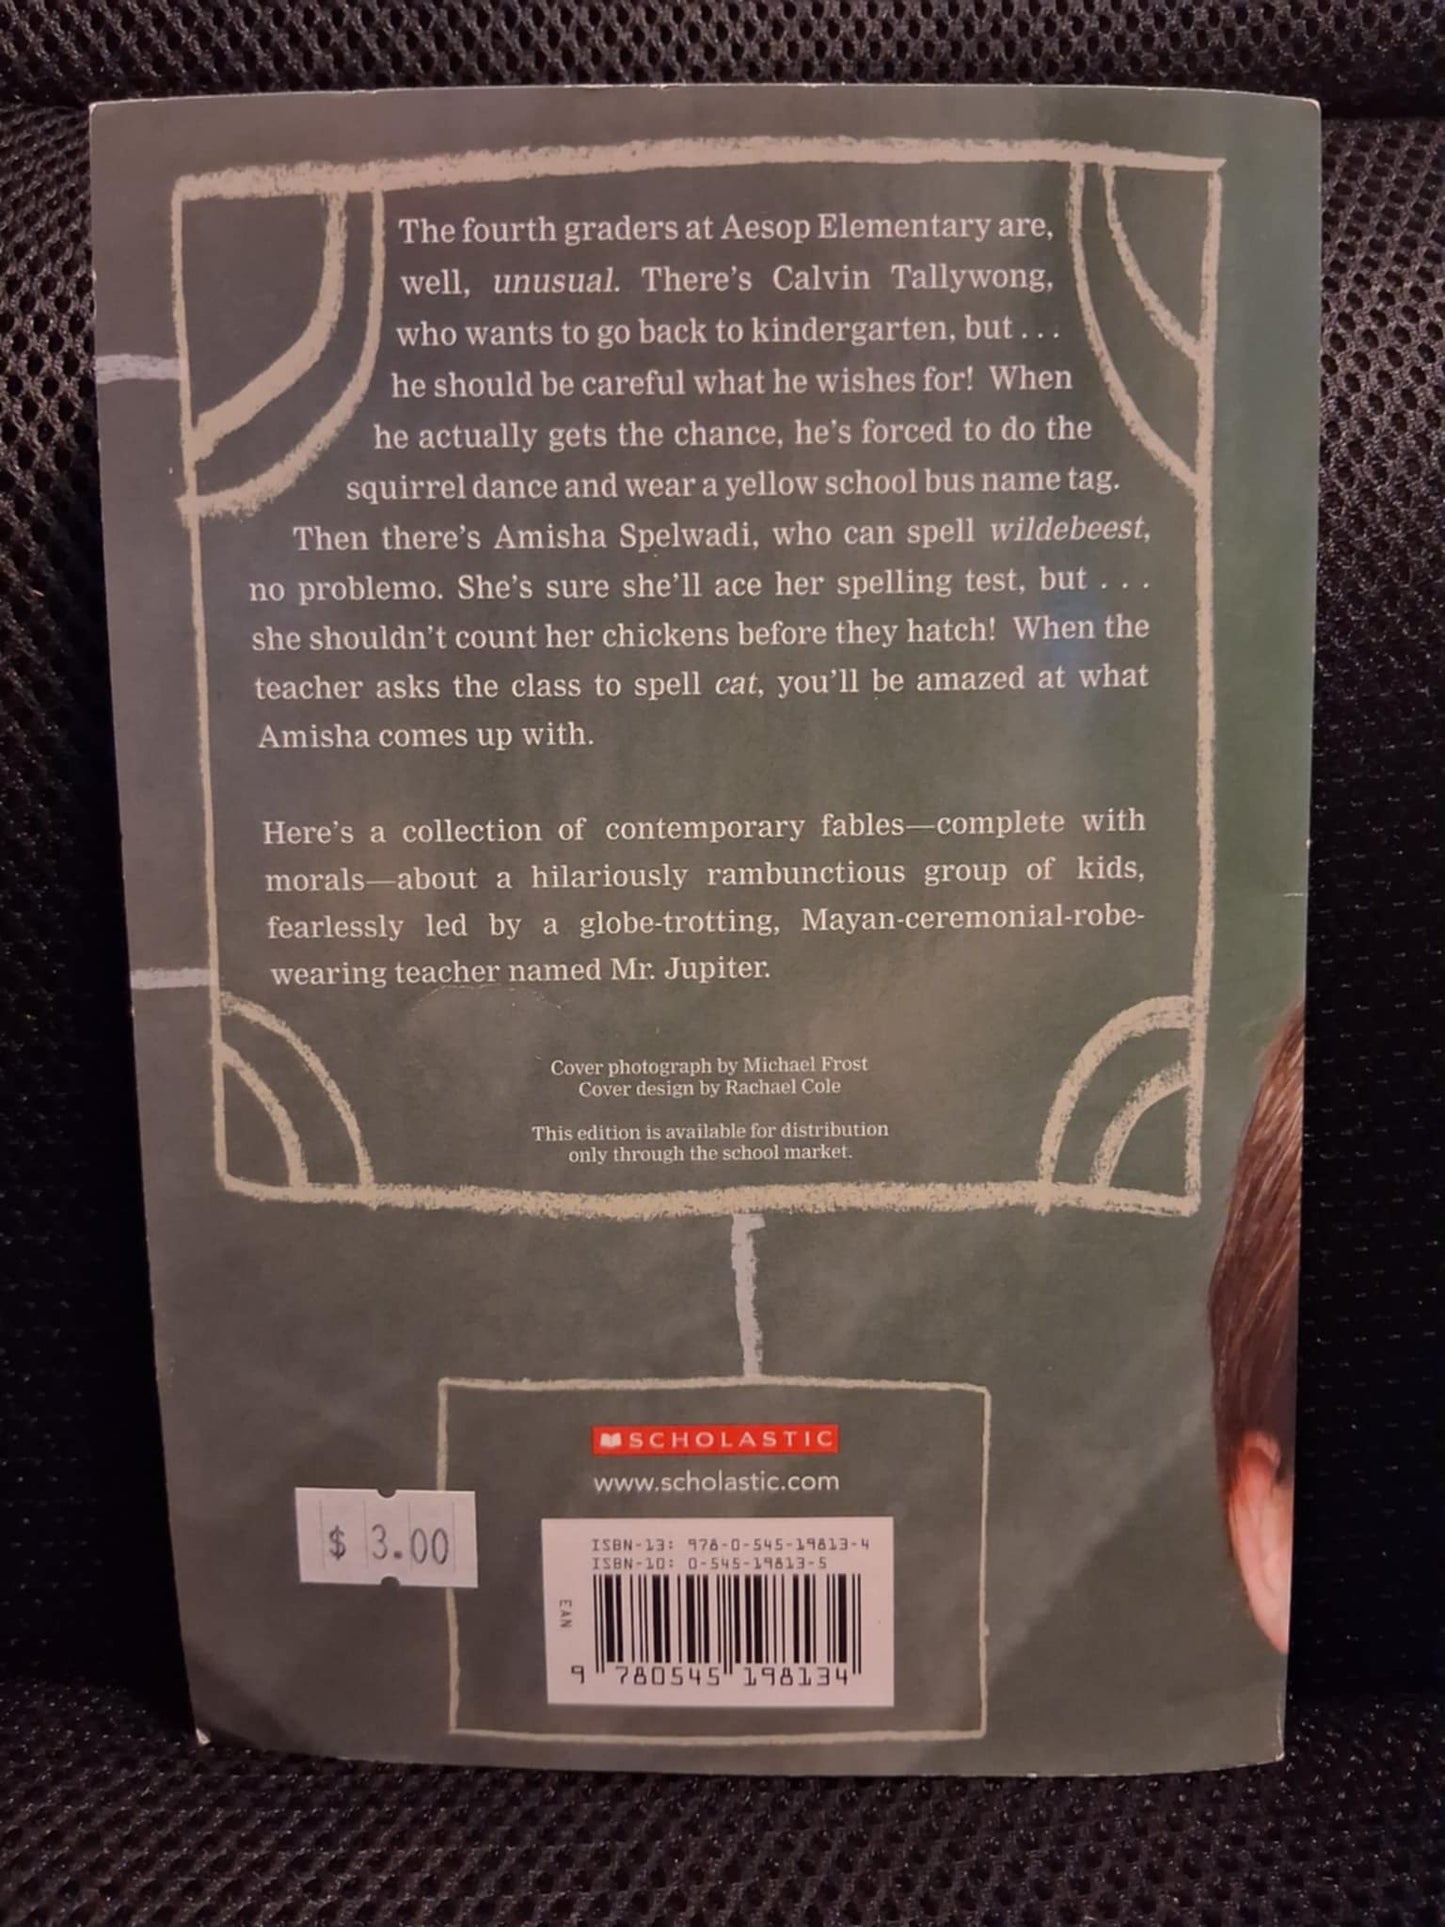 The fourth graders at Aesop Elementary are,
well, unusual. There's Calvin Tallywong,
who wants to go back to kindergarten, but . . .
he should be careful what he wishes for! When
he actually gets the chance, he's forced to do the
squirrel dance and wear a yellow school bus name tag.
Then there's Amisha Spelwadi, who can spell wildebeest,
no problemo. She's sure she'll ace her spelling test, but . . .
she shouldn't count her chickens before they hatch! When the
teacher asks the class to spell cat, you'll be amazed at what
Amisha comes up with.
Here's a collection of contemporary fables—complete with
morals—about a hilariously rambunctious group of kids,
fearlessly led by a globe-trotting, Mayan-ceremonial-robe-
wearing teacher named Mr. Jupiter.
Cover photograph by Michael Frost
Cover design by Rachael Cole
This edition is available for distribution
only through the school market.
SCHOLASTIC
www.scholastic.com
$ 3.00
ISBN-13: 978-0-545-19813-4
ISBN-10: 0-545-19813-5
EAN
9 780545 198134